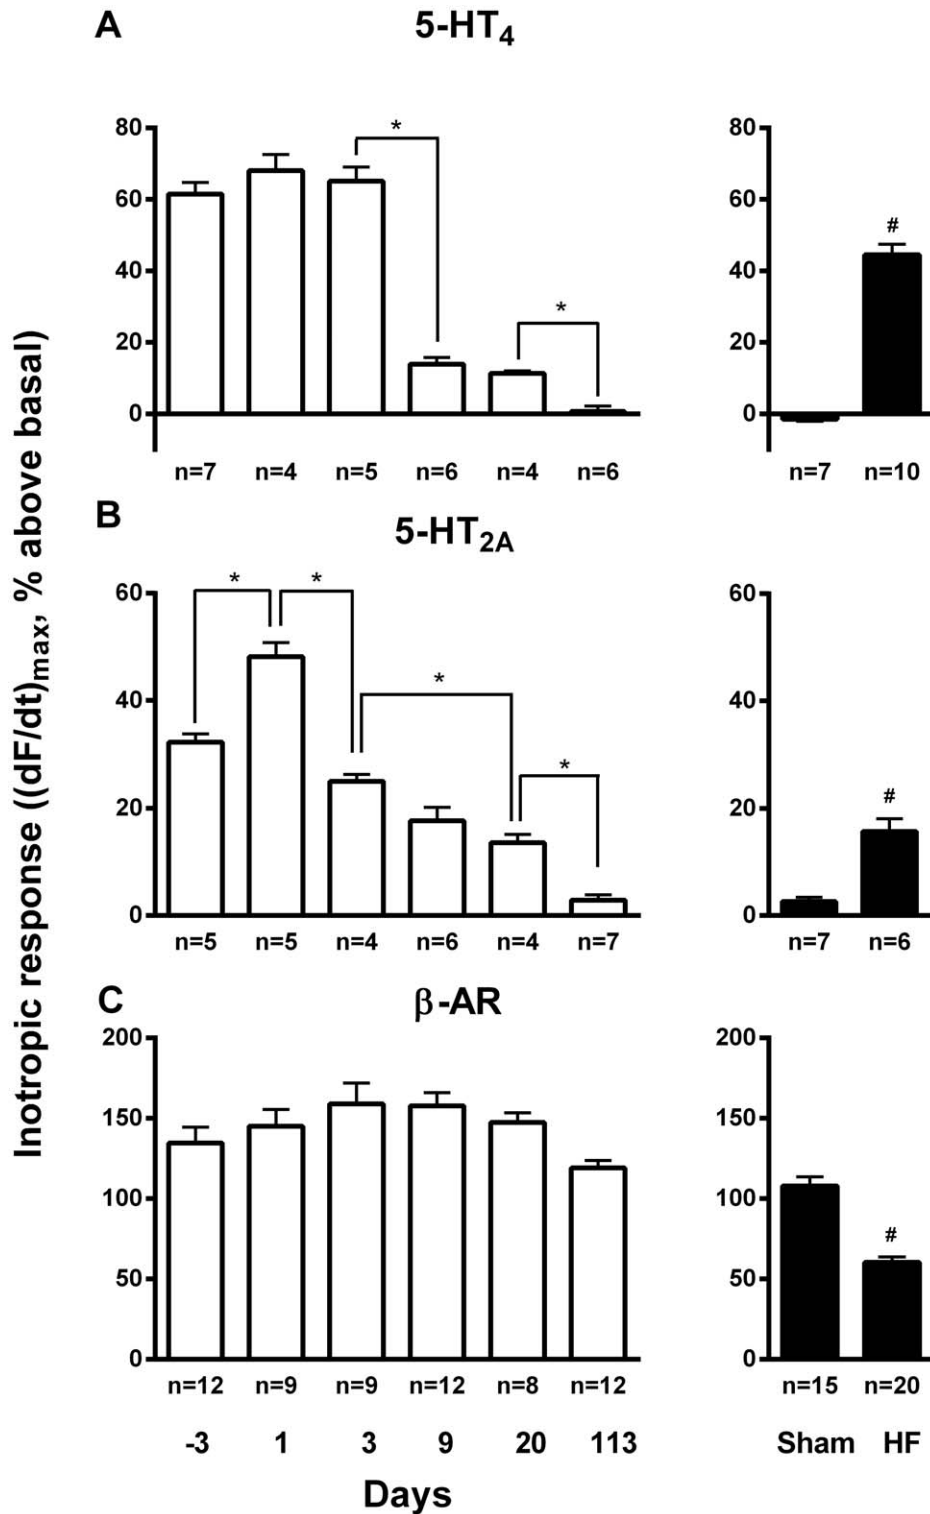 A
5-HT4
Inotropic response ((dF/dt)max, % above basal)
80
*
60
40
*
20
0
n=7 n=4 n=5 n=6 n=4 n=6
80
60
#
40
20
0
n=7 n=10
B
5-HT2A
60
* *
40
*
*
20
0
n=5 n=5 n=4 n=6 n=4 n=7
60
40
20
#
0
n=7 n=6
C
β-AR
200
150
100
50
0
n=12 n=9 n=9 n=12 n=8 n=12
200
150
100
#
50
0
n=15 n=20
-3 1 3 9 20 113
Sham HF
Days